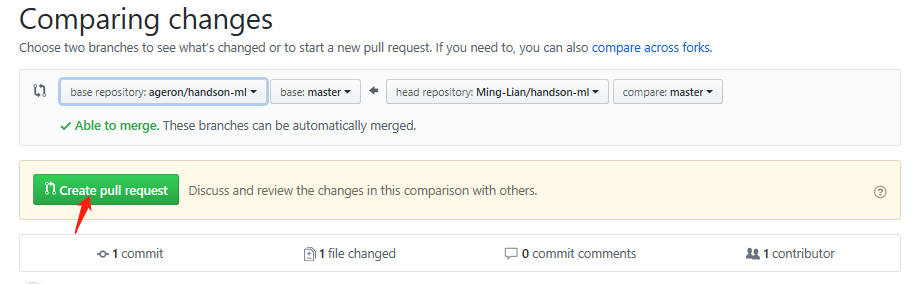 Comparing changes
Choose two branches to see what's changed or to start a new pull request. If you need to, you can also compare across forks.
base repository: ageron/handson-ml base: master head repository: Ming-Lian/handson-ml compare: master
Able to merge. These branches can be automatically merged.
Create pull request Discuss and review the changes in this comparison with others.
1 commit 1 file changed 0 commit comments 1 contributor